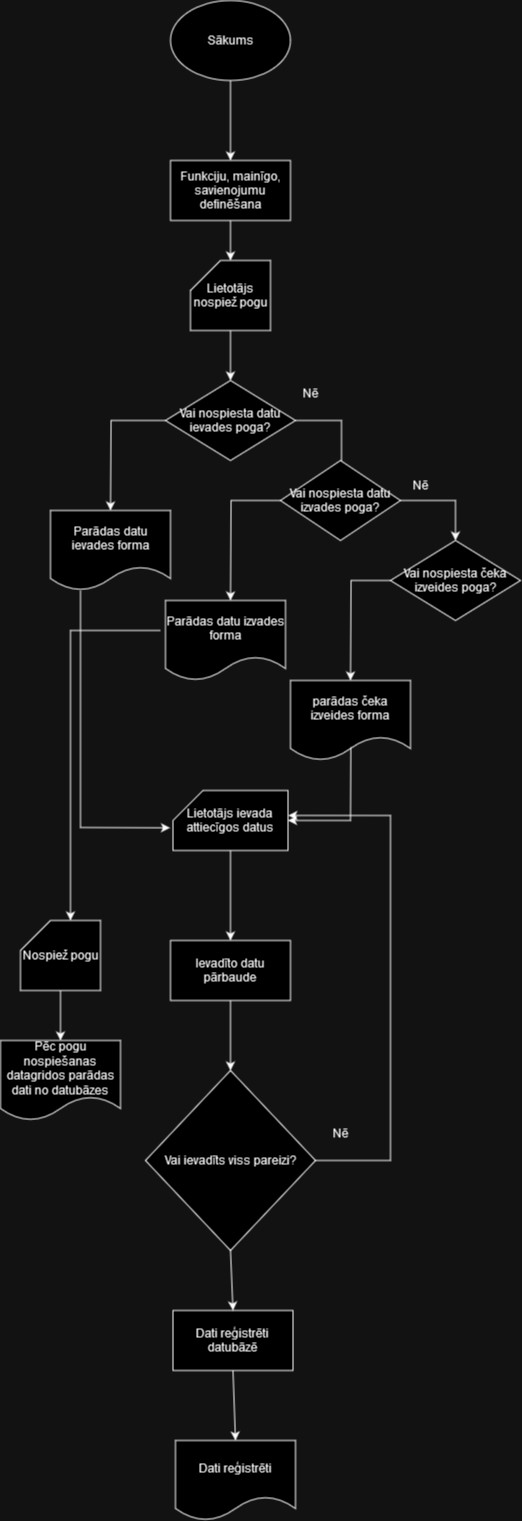 Sākums
Funkciju, mainīgo,
savienojumu
definēšana
Lietotājs
nospiež pogu
Nē
Vai nospiesta datu
ievades poga?
Nē
Vai nospiesta datu
izvades poga?
Parādas datu
ievades forma
Vai nospiesta čeka
izveides poga?
Parādas datu izvades
forma
parādas čeka
izveides forma
Lietotājs ievada
attiecīgos datus
Nospiež pogu
Ievadīto datu
pārbaude
Pēc pogu
nospiešanas
datagridos parādas
dati no datubāzes
Nē
Vai ievadīts viss pareizi?
Dati reģistrēti
datubāzē
Dati reģistrēti